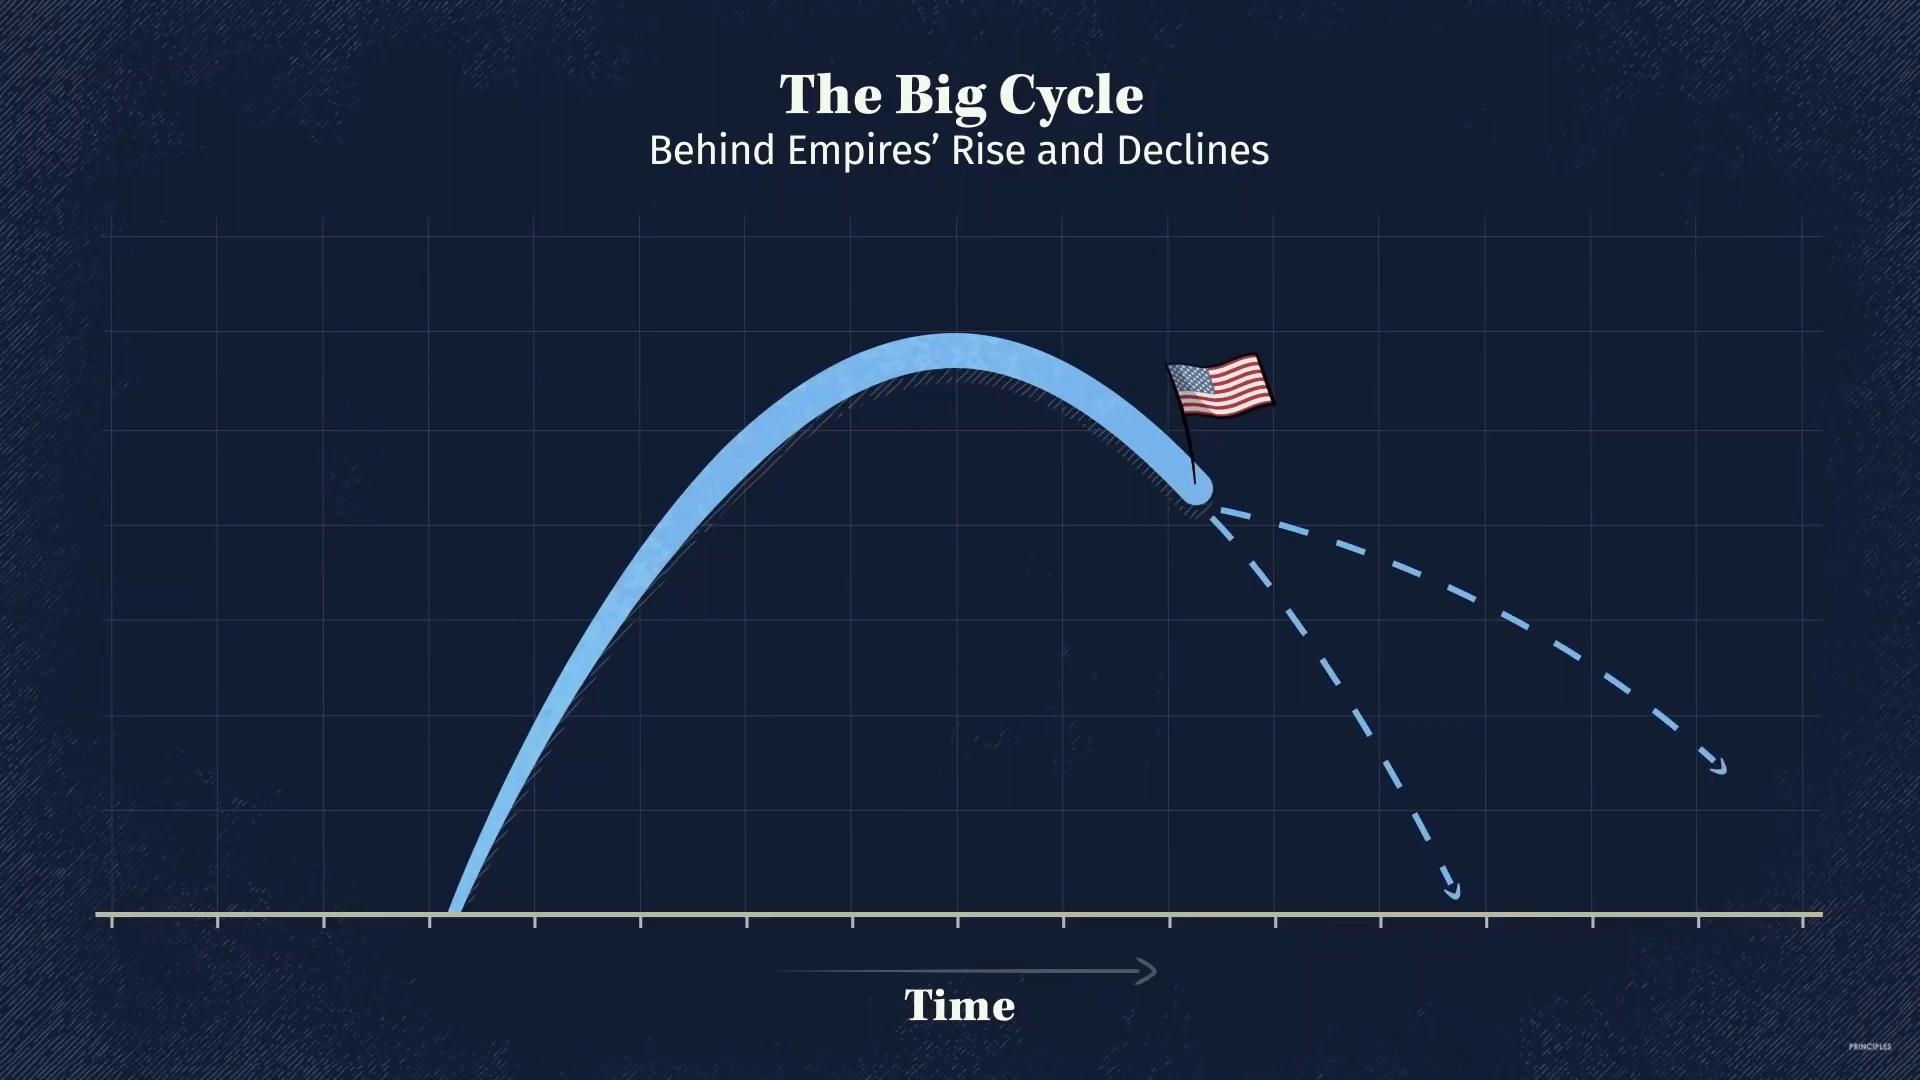 The Big Cycle
Behind Empires’ Rise and Declines
Time
PRINCIPLES